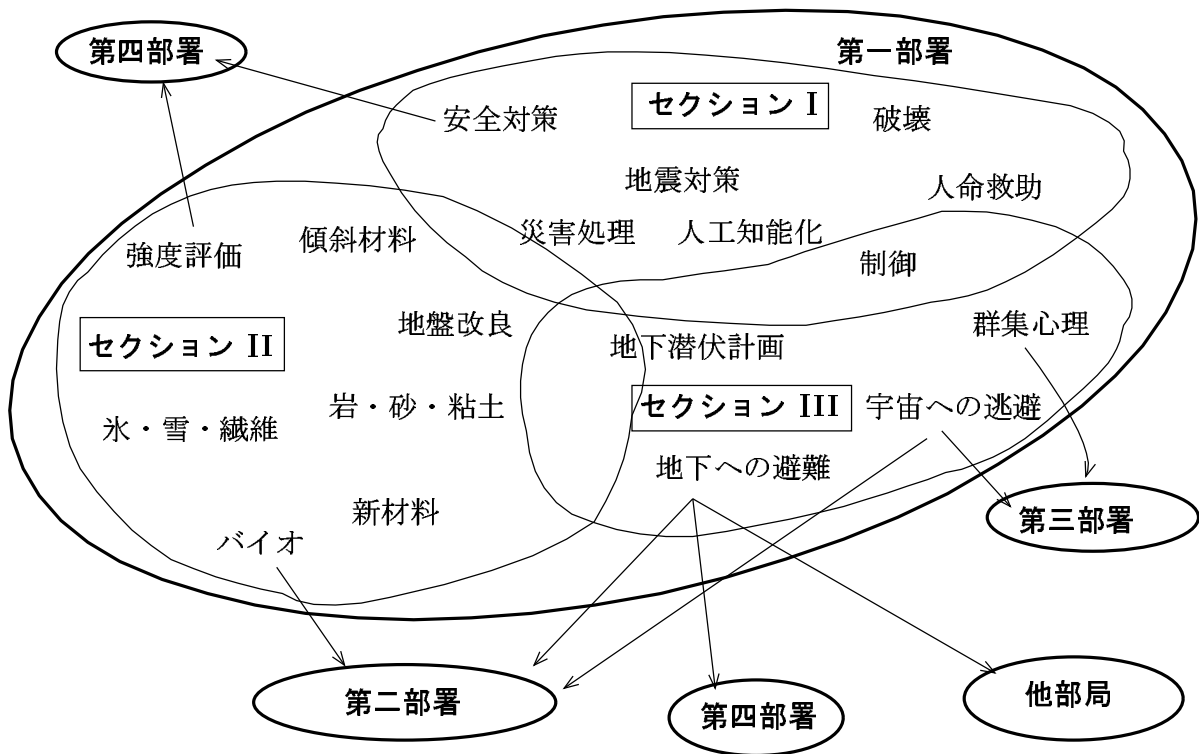 第四部署
第一部署
セクション I
安全対策
破壊
地震対策
人命救助
災害処理
人工知能化
制御
強度評価
傾斜材料
地盤改良
セクション II
岩・砂・粘土
氷・雪・繊維
新材料
バイオ
地下潜伏計画
群集心理
セクション III
宇宙への逃避
地下への避難
第三部署
第二部署
第四部署
他部局